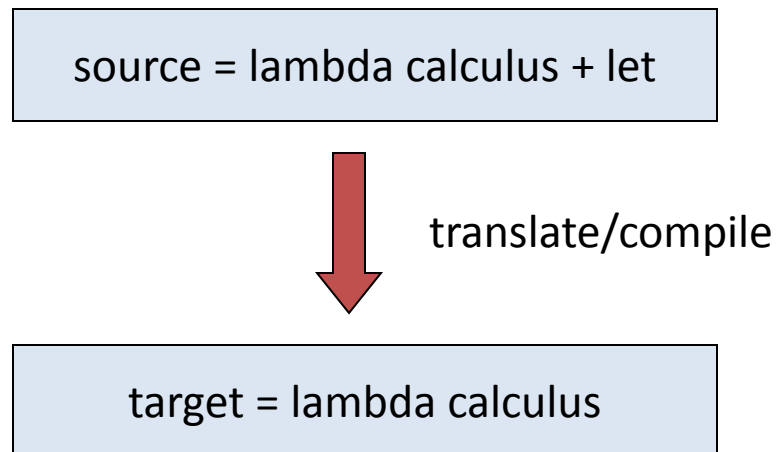 source = lambda calculus + let
translate/compile
target = lambda calculus